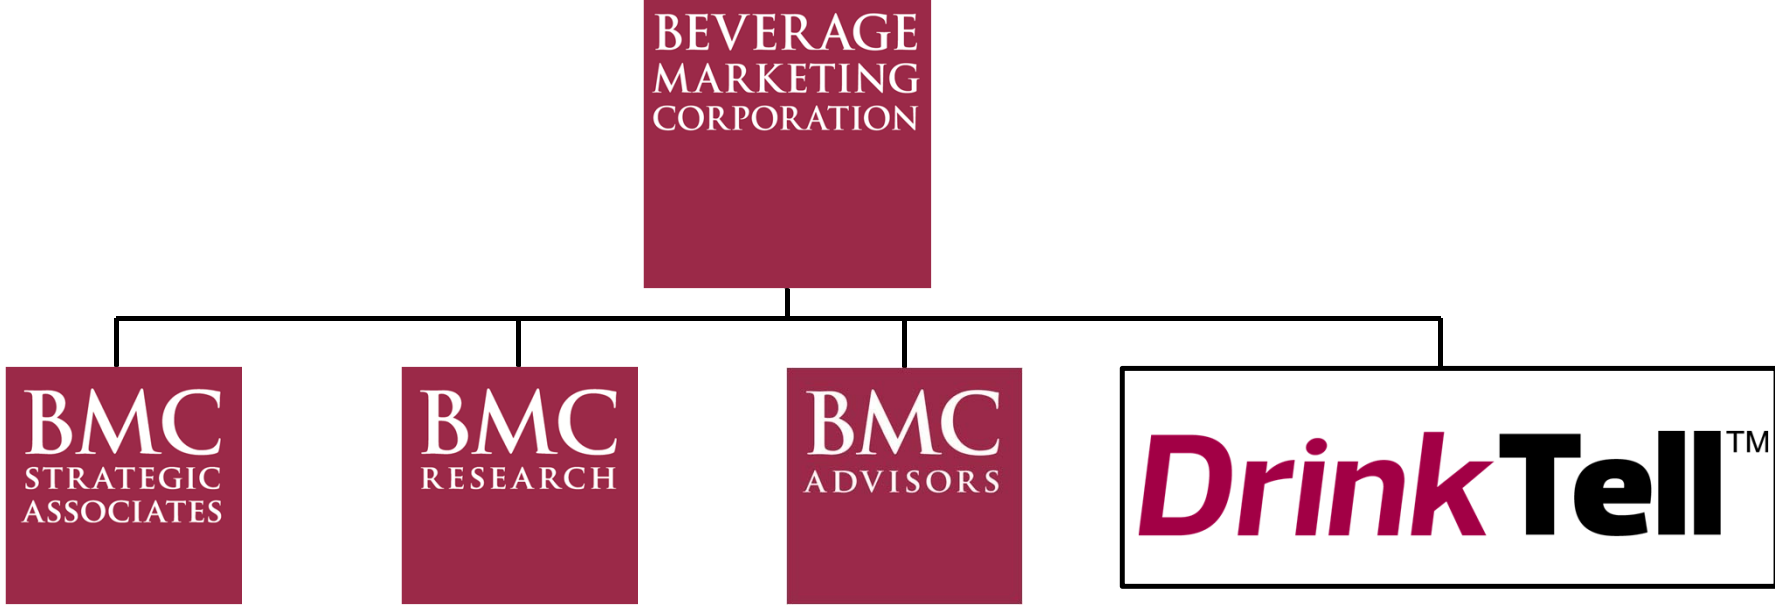 BEVERAGE
MARKETING
CORPORATION
BMC
STRATEGIC
ASSOCIATES
BMC
RESEARCH
BMC
ADVISORS
DrinkTell™